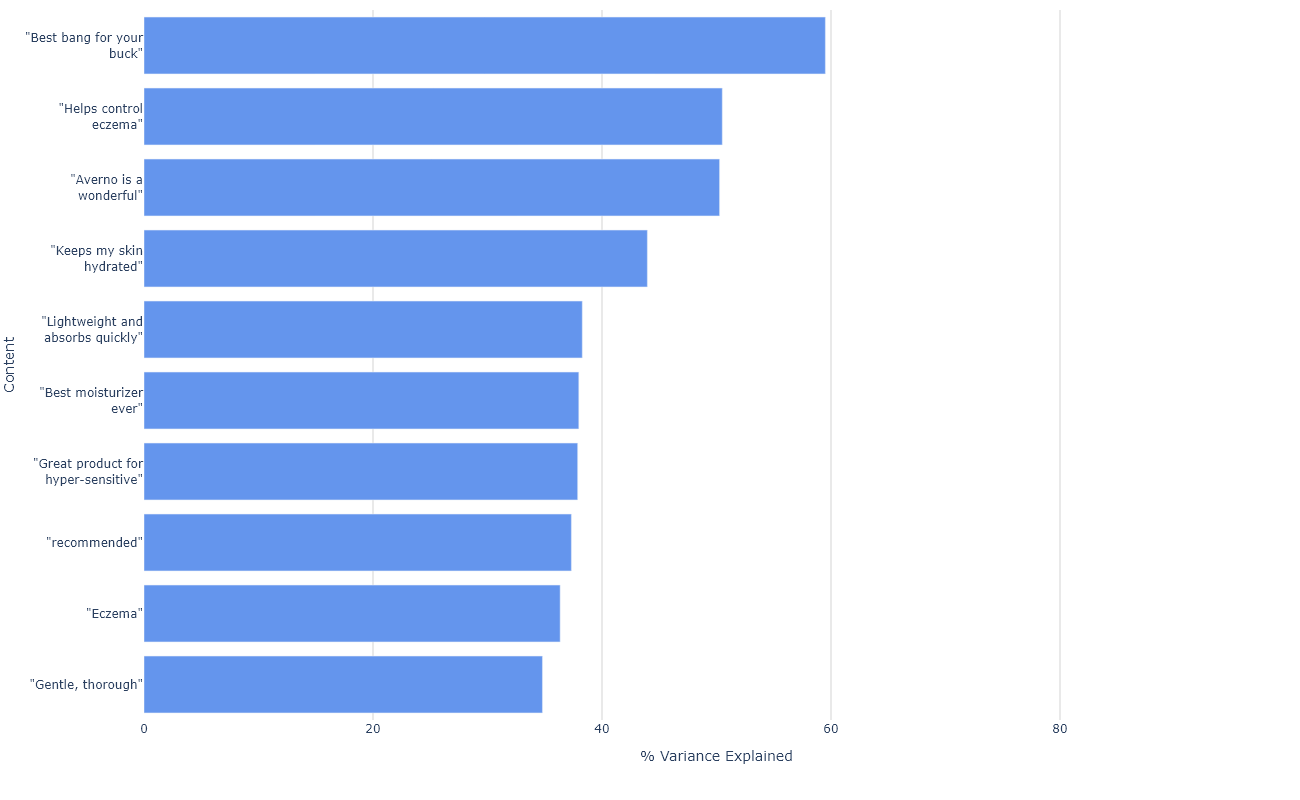 "Best bang for your
buck"
"Helps control
eczema"
"Averno is a
wonderful"
"Keeps my skin
hydrated"
"Lightweight and
absorbs quickly"
"Best moisturizer
ever"
"Great product for
hyper-sensitive"
"recommended"
"Eczema"
"Gentle, thorough"
Content
0 20 40 60 80
% Variance Explained